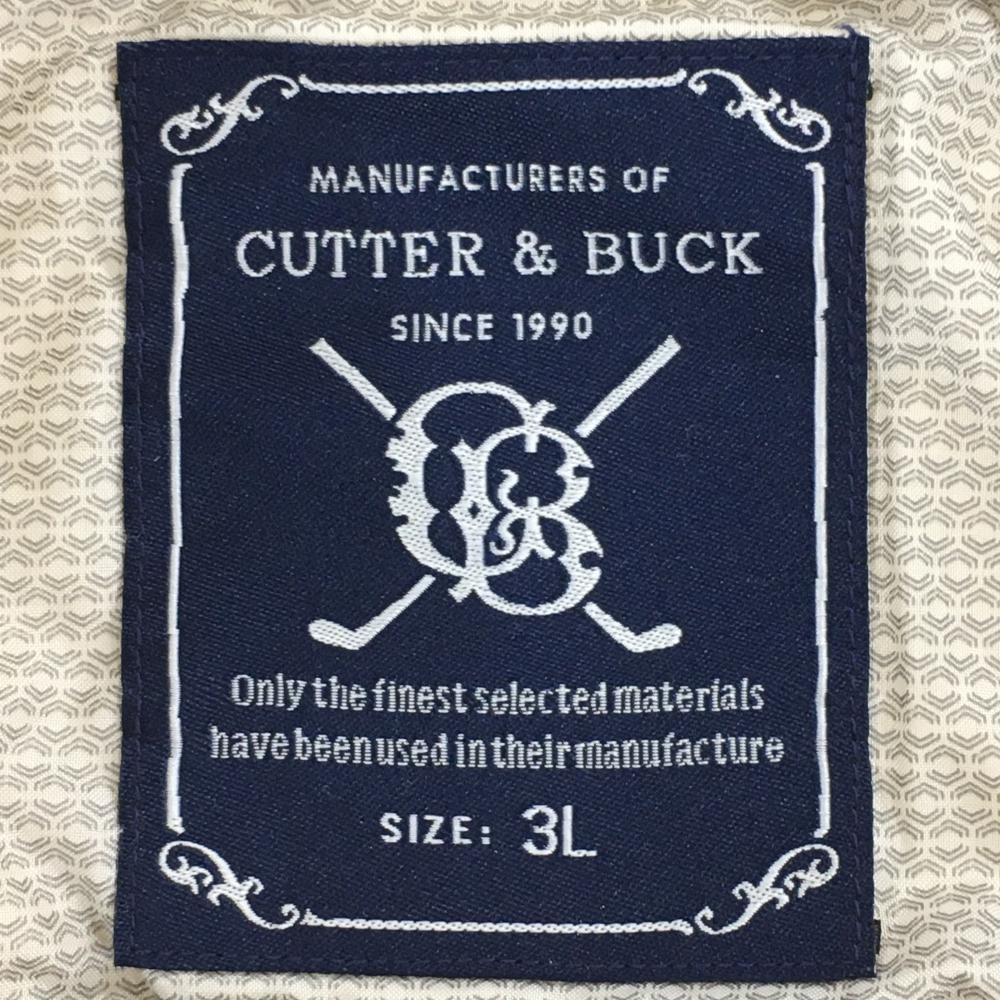 MANUFACTURERS OF
CUTTER & BUCK
SINCE 1990
CB
Only the finest selected materials
have been used in their manufacture
SIZE: 3L